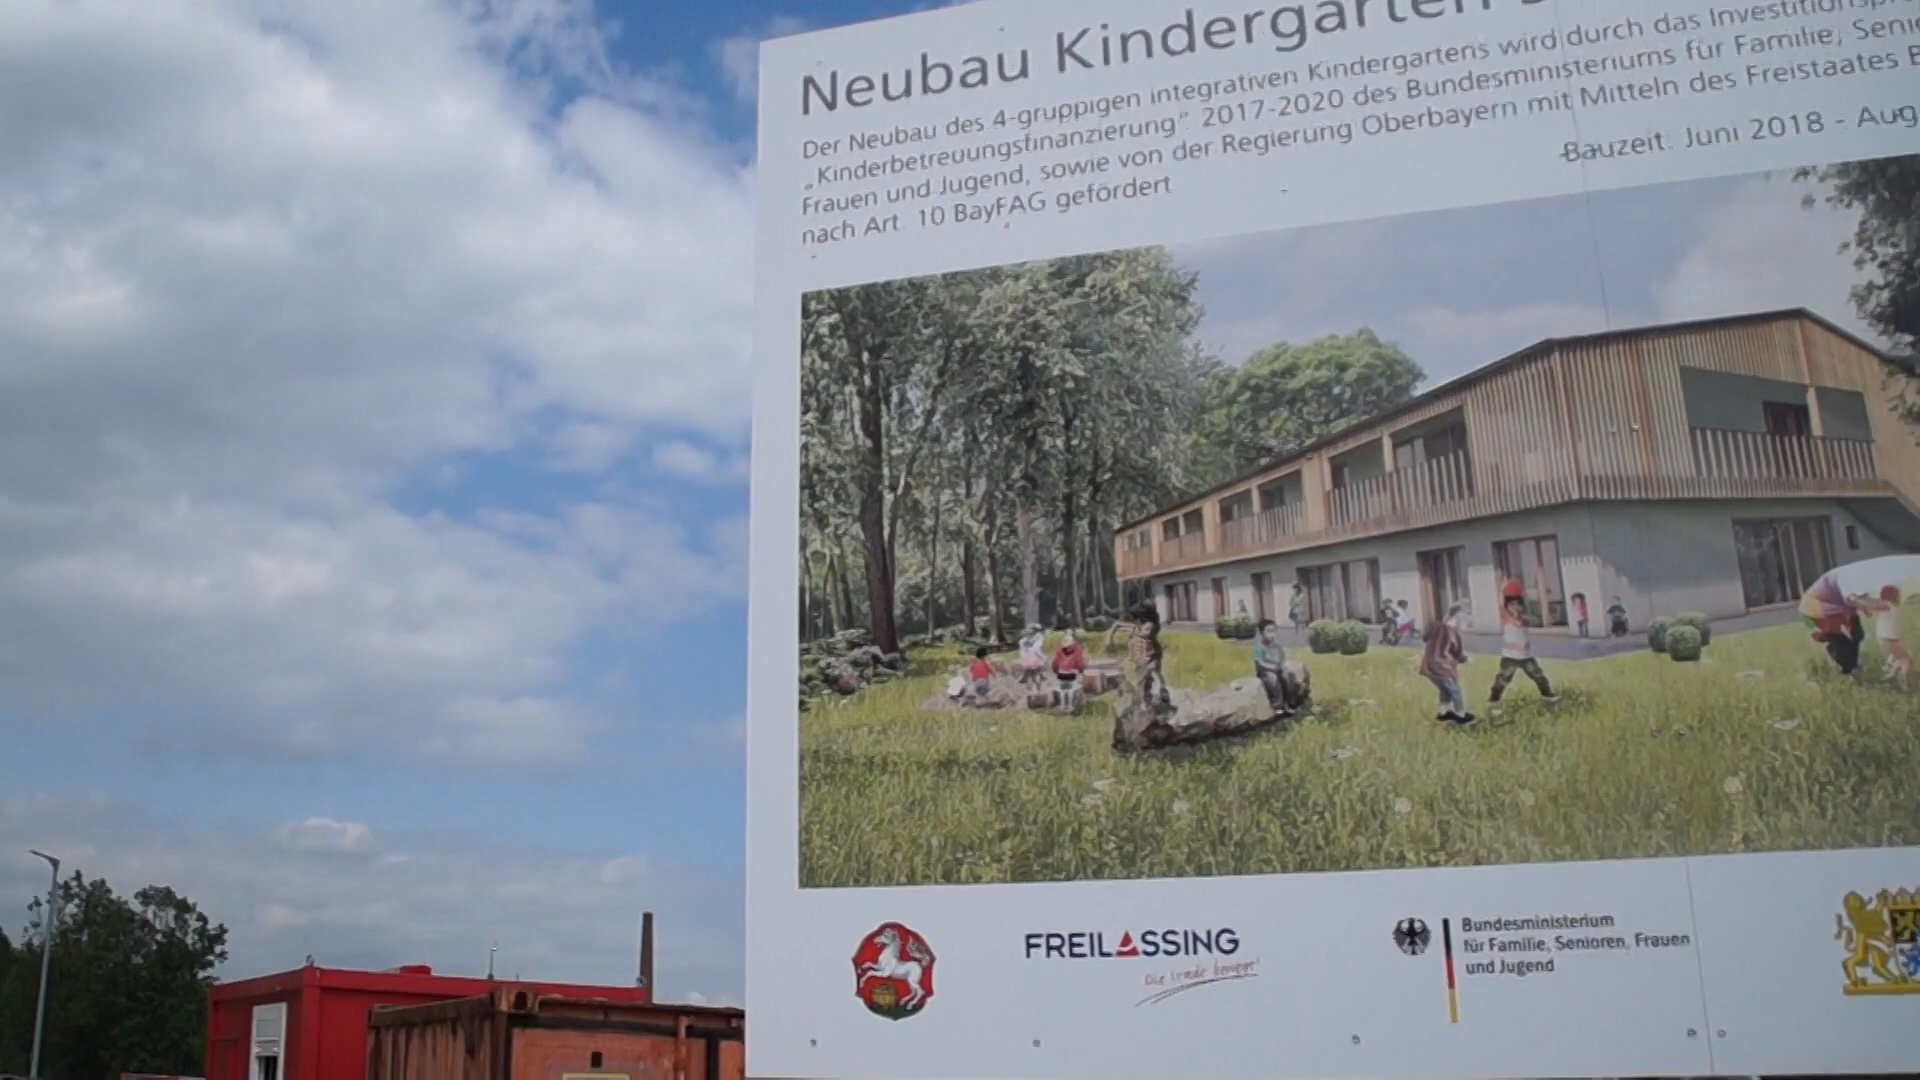 Neubau Kindergarten
Der Neubau des 4-gruppigen integrativen Kindergartens wird durch das Investitionspr
„Kinderbetreuungsfinanzierung" 2017-2020 des Bundesministeriums für Familie, Senio
Frauen und Jugend, sowie von der Regierung Oberbayern mit Mitteln des Freistaates B
nach Art. 10 BayFAG gefördert
Bauzeit: Juni 2018 - Aug
FREILASSING
Die Stadt bewegt!
Bundesministerium
für Familie, Senioren, Frauen
und Jugend